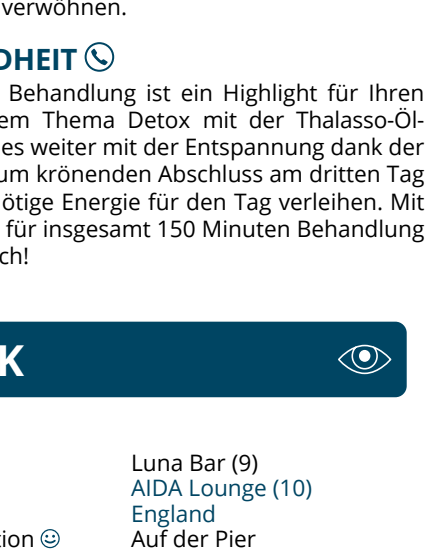 verwöhnen.
DHEIT
Behandlung ist ein Highlight für Ihren
em Thema Detox mit der Thalasso-Öl-
es weiter mit der Entspannung dank der
um krönenden Abschluss am dritten Tag
ötige Energie für den Tag verleihen. Mit
für insgesamt 150 Minuten Behandlung
ch!
K
Luna Bar (9)
AIDA Lounge (10)
England
tion ☺ Auf der Pier